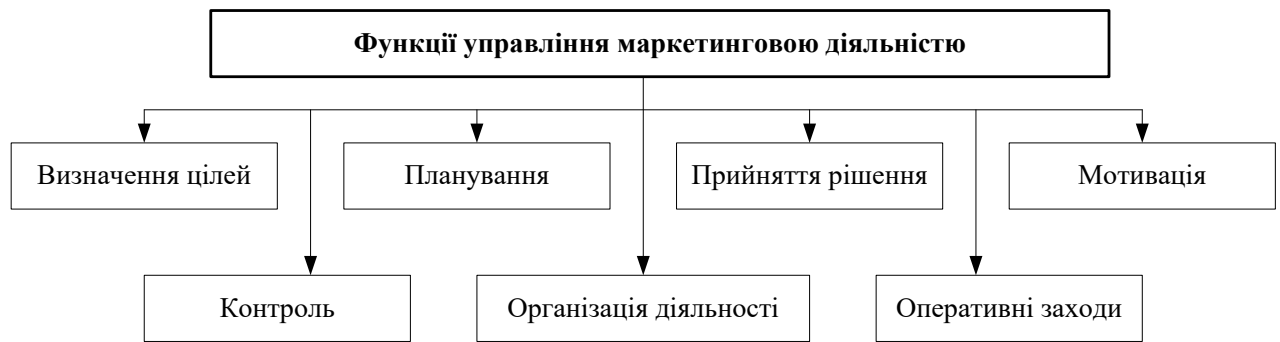 Функції управління маркетинговою діяльністю
Визначення цілей
Планування
Прийняття рішення
Мотивація
Контроль
Організація діяльності
Оперативні заходи